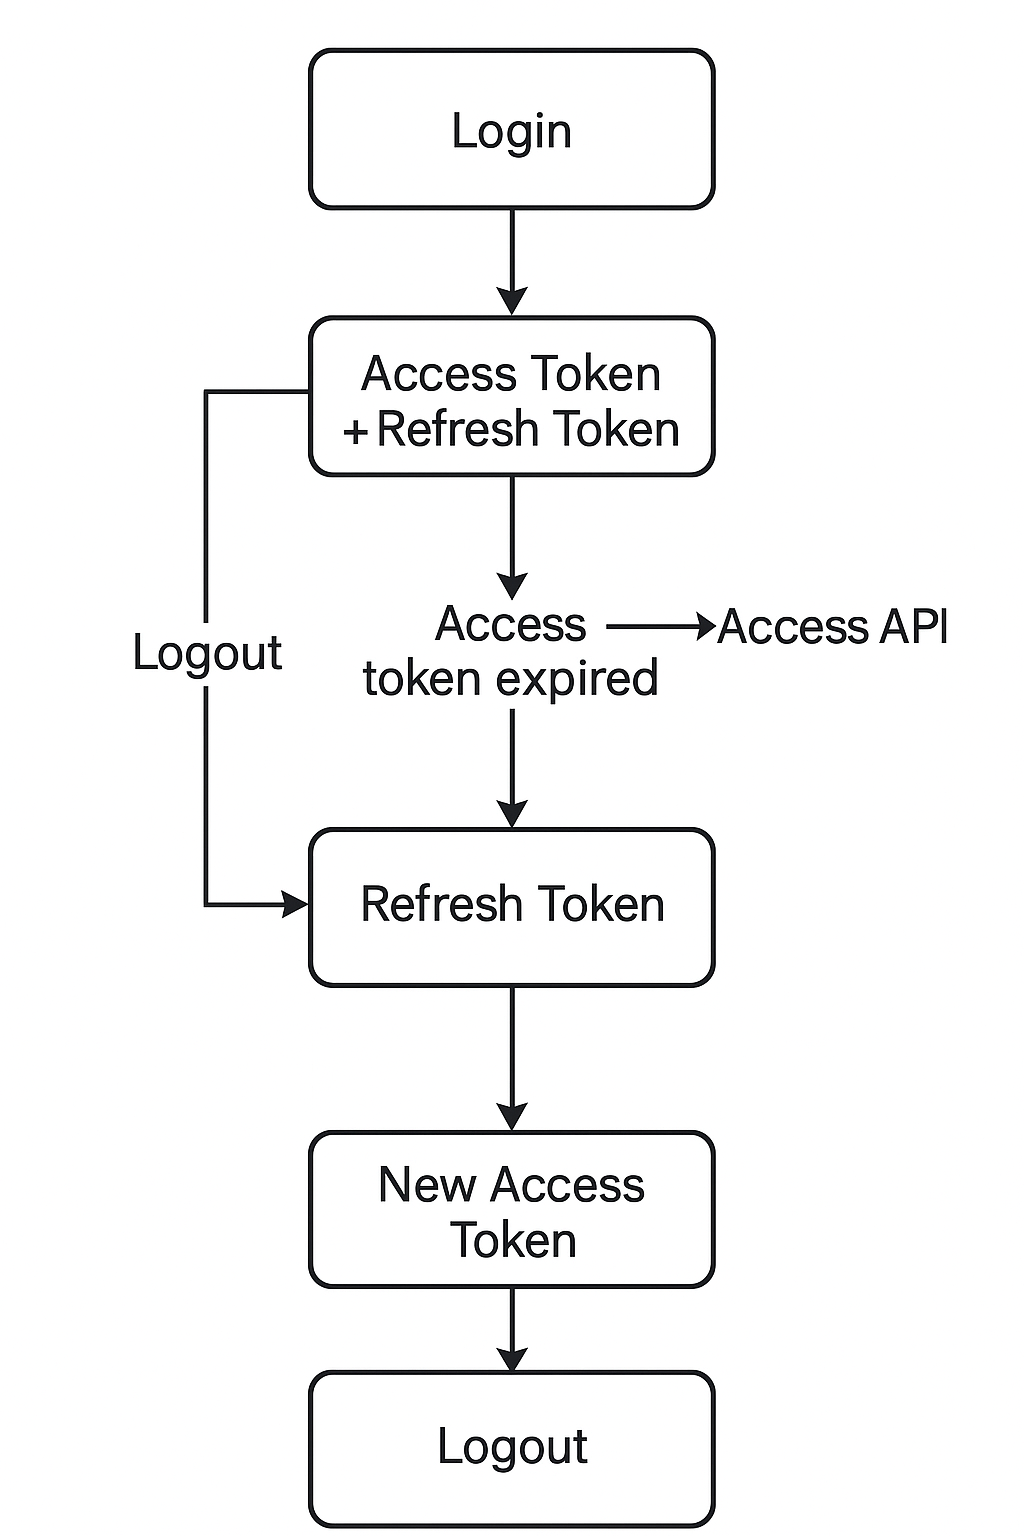 Login
Access Token
+ Refresh Token
Access
token expired
Access API
Logout
Refresh Token
New Access
Token
Logout